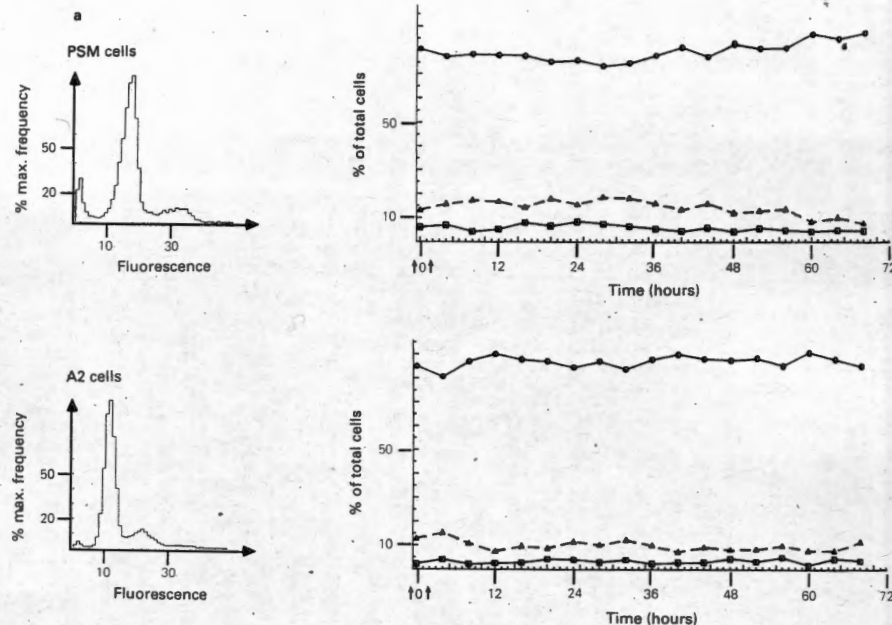 a
PSM cells
% max. frequency
50
20
10 30
Fluorescence
% of total cells
50
10
↑0↑ 12 24 36 48 60 72
Time (hours)
A2 cells
% max. frequency
50
20
10 30
Fluorescence
% of total cells
50
10
↑0↑ 12 24 36 48 60 72
Time (hours)